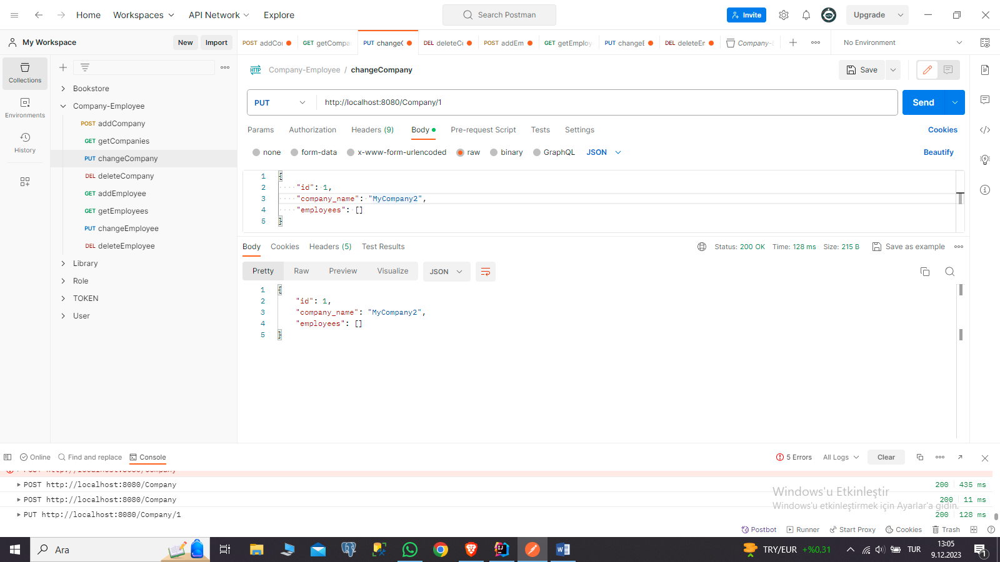 Home Workspaces API Network Explore Search Postman Invite Upgrade
My Workspace New Import
POST addCo GET getCompa PUT change DEL deleteC POST addEm GET getEmploy PUT change DEL deleteEr Company-E No Environment
Collections
Environments
History
Bookstore
Company-Employee
POST addCompany
GET getCompanies
PUT changeCompany
DEL deleteCompany
GET addEmployee
GET getEmployees
PUT changeEmployee
DEL deleteEmployee
Library
Role
TOKEN
User
HTTP Company-Employee / changeCompany Save
PUT http://localhost:8080/Company/1 Send
Params Authorization Headers (9) Body Pre-request Script Tests Settings Cookies
none form-data x-www-form-urlencoded raw binary GraphQL JSON Beautify
1 {
2 "id": 1,
3 "company_name": "MyCompany2",
4 "employees": []
5 }
Body Cookies Headers (5) Test Results Status: 200 OK Time: 128 ms Size: 215 B Save as example
Pretty Raw Preview Visualize JSON
1 {
2 "id": 1,
3 "company_name": "MyCompany2",
4 "employees": []
5 }
Online Find and replace Console 5 Errors All Logs Clear
POST http://localhost:8080/Company
POST http://localhost:8080/Company 200 435 ms
POST http://localhost:8080/Company 200 11 ms
PUT http://localhost:8080/Company/1 200 128 ms
Windows'u Etkinleştir
Windows'u etkinleştirmek için Ayarlar'a gidin.
Postbot Runner Start Proxy Cookies Trash
Ara TRY/EUR +%0,31 TUR 13:05
9.12.2023 1